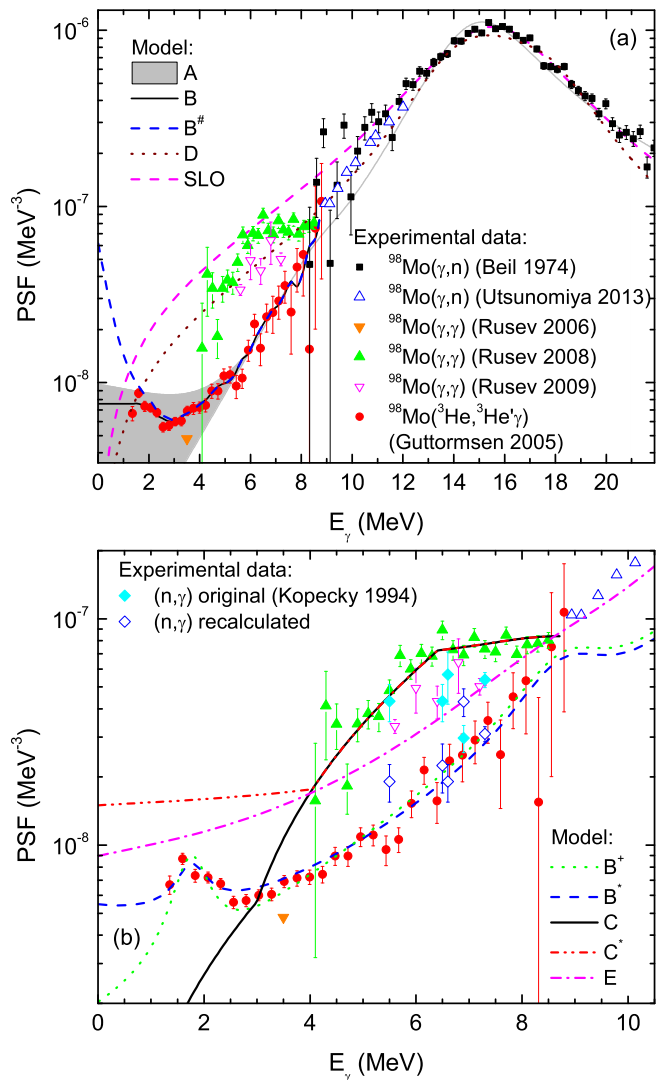 10⁻⁶
10⁻⁷
10⁻⁸
PSF (MeV⁻³)
Model:
A
B
B#
D
SLO
(a)
Experimental data:
⁹⁸Mo(γ,n) (Beil 1974)
⁹⁸Mo(γ,n) (Utsunomiya 2013)
⁹⁸Mo(γ,γ) (Rusev 2006)
⁹⁸Mo(γ,γ) (Rusev 2008)
⁹⁸Mo(γ,γ) (Rusev 2009)
⁹⁸Mo(³He,³He'γ)
(Guttormsen 2005)
0 2 4 6 8 10 12 14 16 18 20
E_γ (MeV)
Experimental data:
(n,γ) original (Kopecky 1994)
(n,γ) recalculated
10⁻⁷
10⁻⁸
PSF (MeV⁻³)
(b)
Model:
B⁺
B*
C
C*
E
0 2 4 6 8 10
E_γ (MeV)